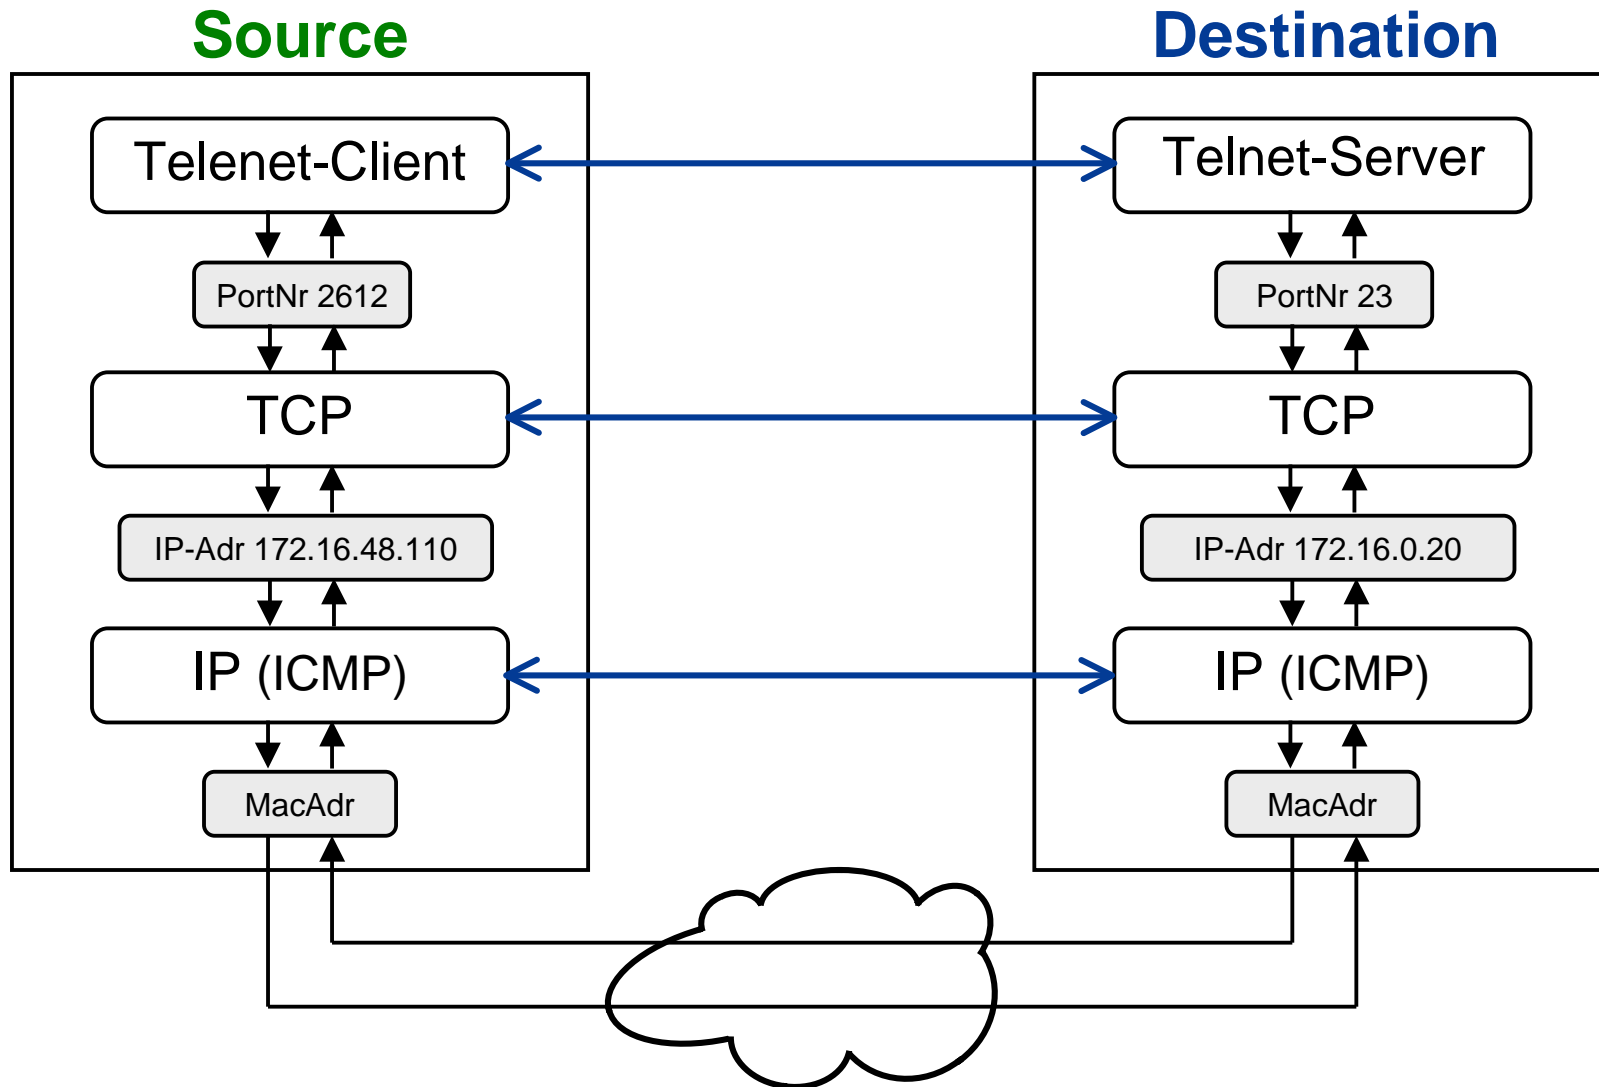 Source
Destination
Telenet-Client
Telnet-Server
PortNr 2612
PortNr 23
TCP
TCP
IP-Adr 172.16.48.110
IP-Adr 172.16.0.20
IP (ICMP)
IP (ICMP)
MacAdr
MacAdr